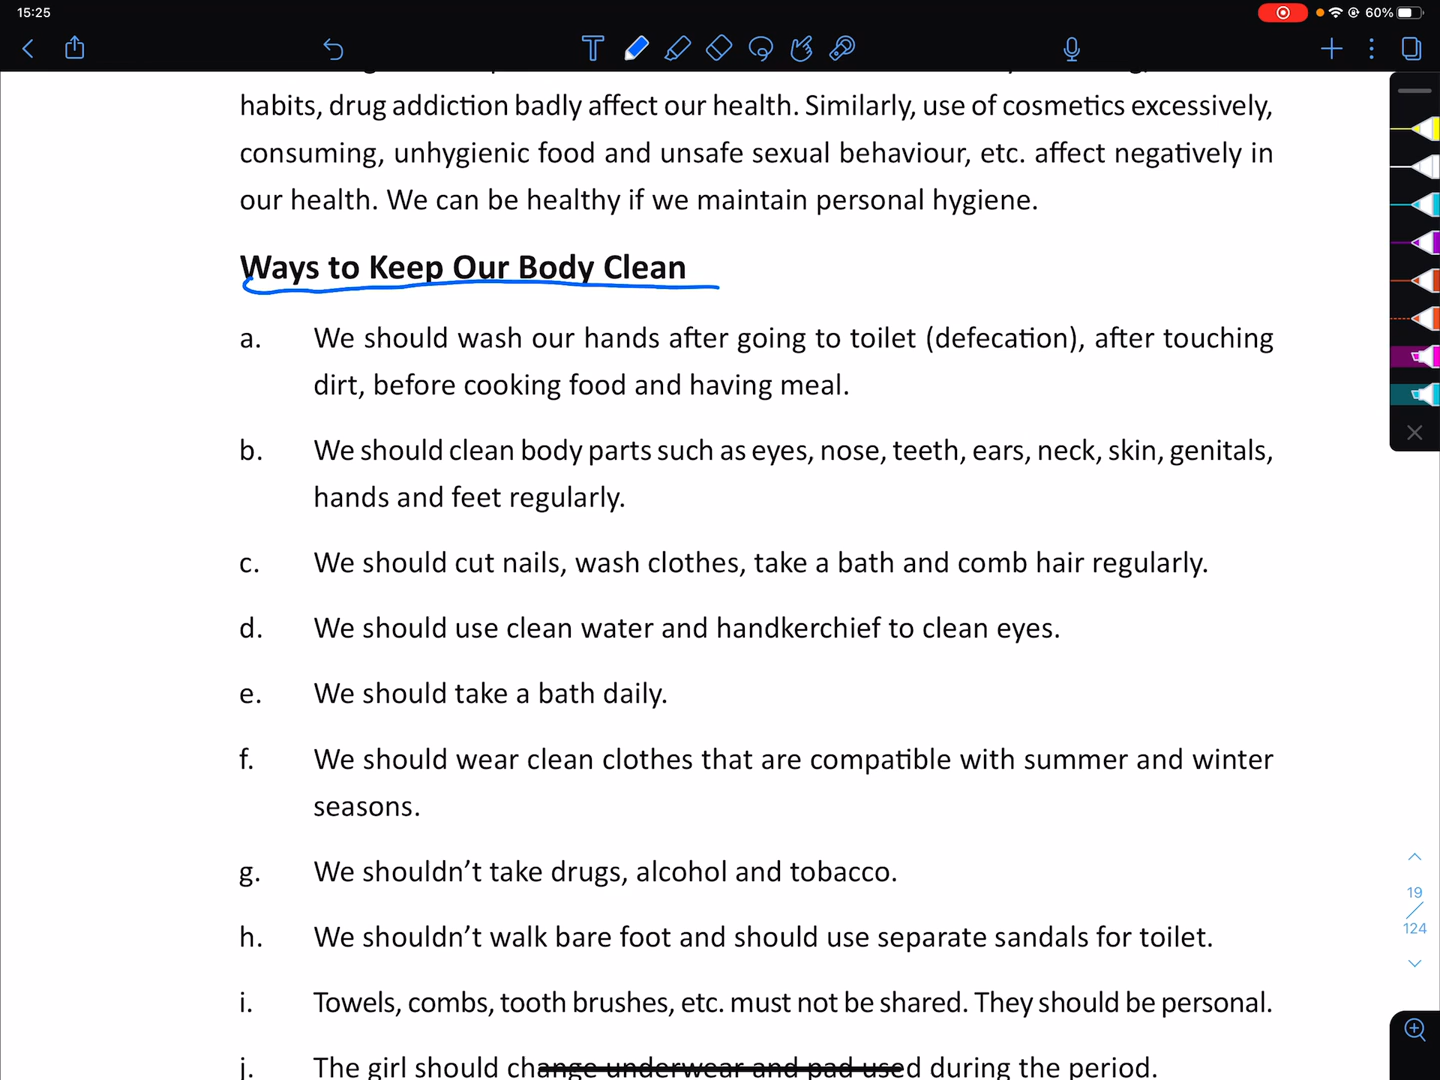 15:25
60%
habits, drug addiction badly affect our health. Similarly, use of cosmetics excessively,
consuming, unhygienic food and unsafe sexual behaviour, etc. affect negatively in
our health. We can be healthy if we maintain personal hygiene.
Ways to Keep Our Body Clean
a. We should wash our hands after going to toilet (defecation), after touching
dirt, before cooking food and having meal.
b. We should clean body parts such as eyes, nose, teeth, ears, neck, skin, genitals,
hands and feet regularly.
c. We should cut nails, wash clothes, take a bath and comb hair regularly.
d. We should use clean water and handkerchief to clean eyes.
e. We should take a bath daily.
f. We should wear clean clothes that are compatible with summer and winter
seasons.
g. We shouldn't take drugs, alcohol and tobacco.
h. We shouldn't walk bare foot and should use separate sandals for toilet.
i. Towels, combs, tooth brushes, etc. must not be shared. They should be personal.
j. The girl should change underwear and pad used during the period.
19
124